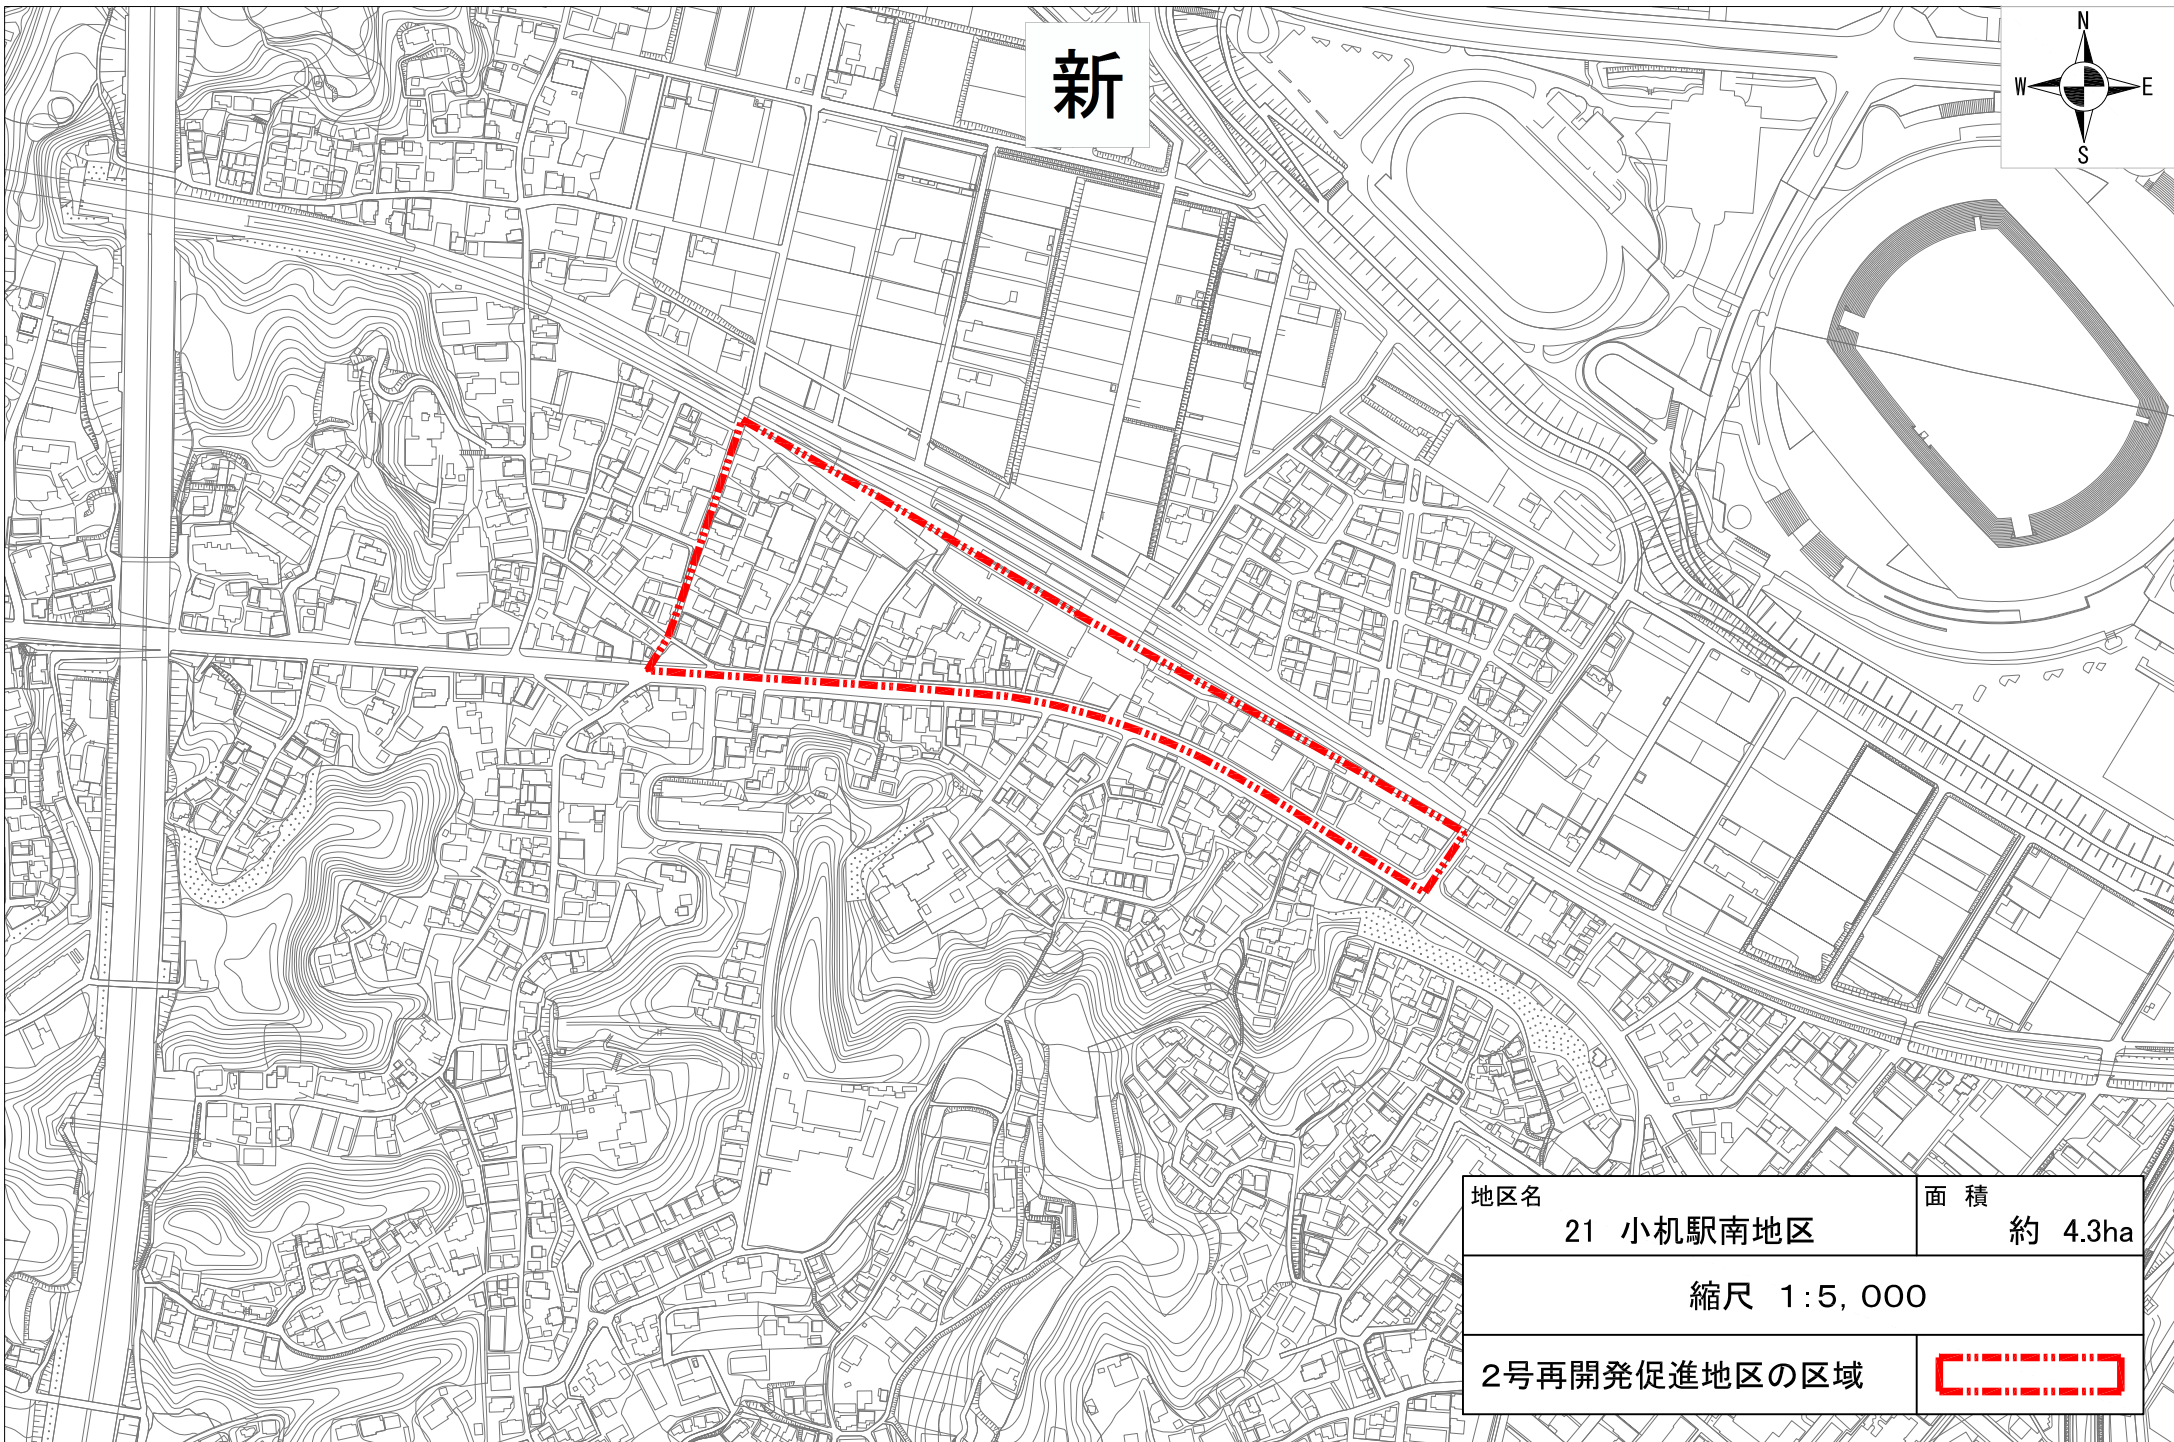 新
N
W E
S
地区名
21 小机駅南地区
面 積
約 4.3ha
縮尺 1:5,000
2号再開発促進地区の区域